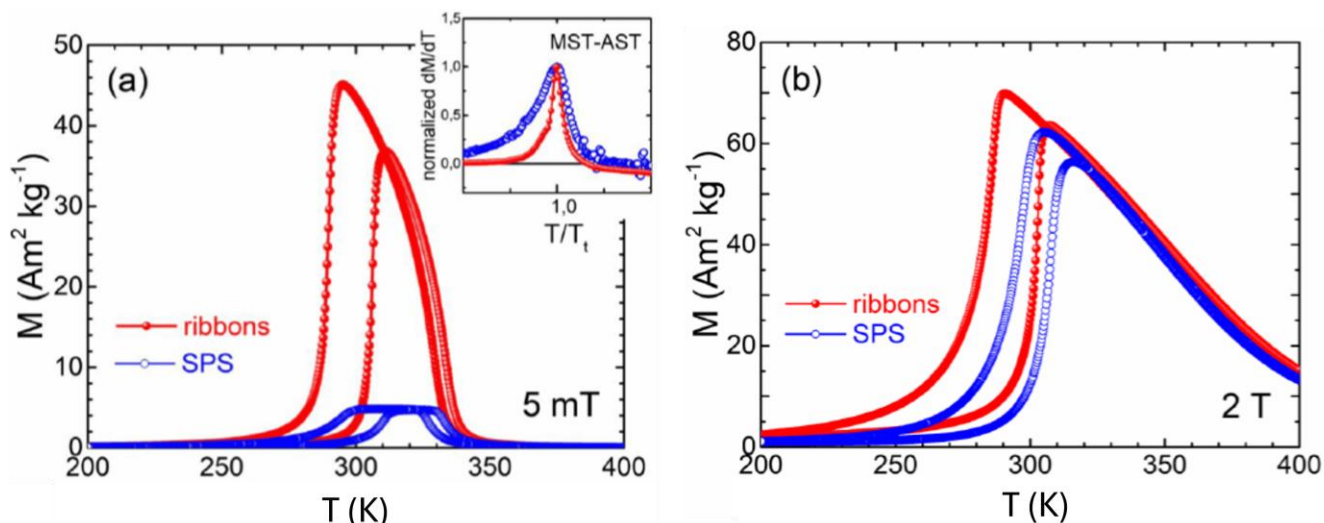 (a)
M (Am² kg⁻¹)
50
40
30
20
10
0
200
250
300
350
400
T (K)
ribbons
SPS
5 mT
MST-AST
normalized dM/dT
1,5
1,0
0,5
0,0
1,0
T/Tₜ
(b)
M (Am² kg⁻¹)
80
60
40
20
0
200
250
300
350
400
T (K)
ribbons
SPS
2 T